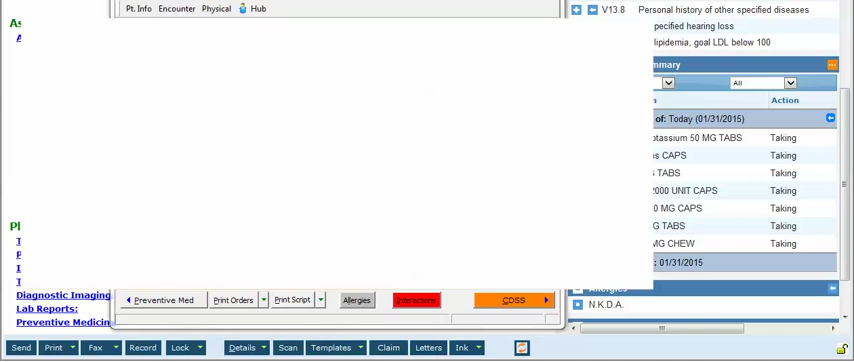 Pt. Info Encounter Physical Hub
V13.8 Personal history of other specified diseases
pecified hearing loss
lipidemia, goal LDL below 100
As
A
ummary
All
n Action
of: Today (01/31/2015)
otassium 50 MG TABS Taking
s CAPS Taking
TABS Taking
2000 UNIT CAPS Taking
0 MG CAPS Taking
G TABS Taking
MG CHEW Taking
: 01/31/2015
Pl
T
P
I
T
Diagnostic Imaging
Lab Reports:
Preventive Medicin
Preventive Med Print Orders Print Script Allergies Interactions CDSS
Allergies
N.K.D.A.
Send Print Fax Record Lock Details Scan Templates Claim Letters Ink